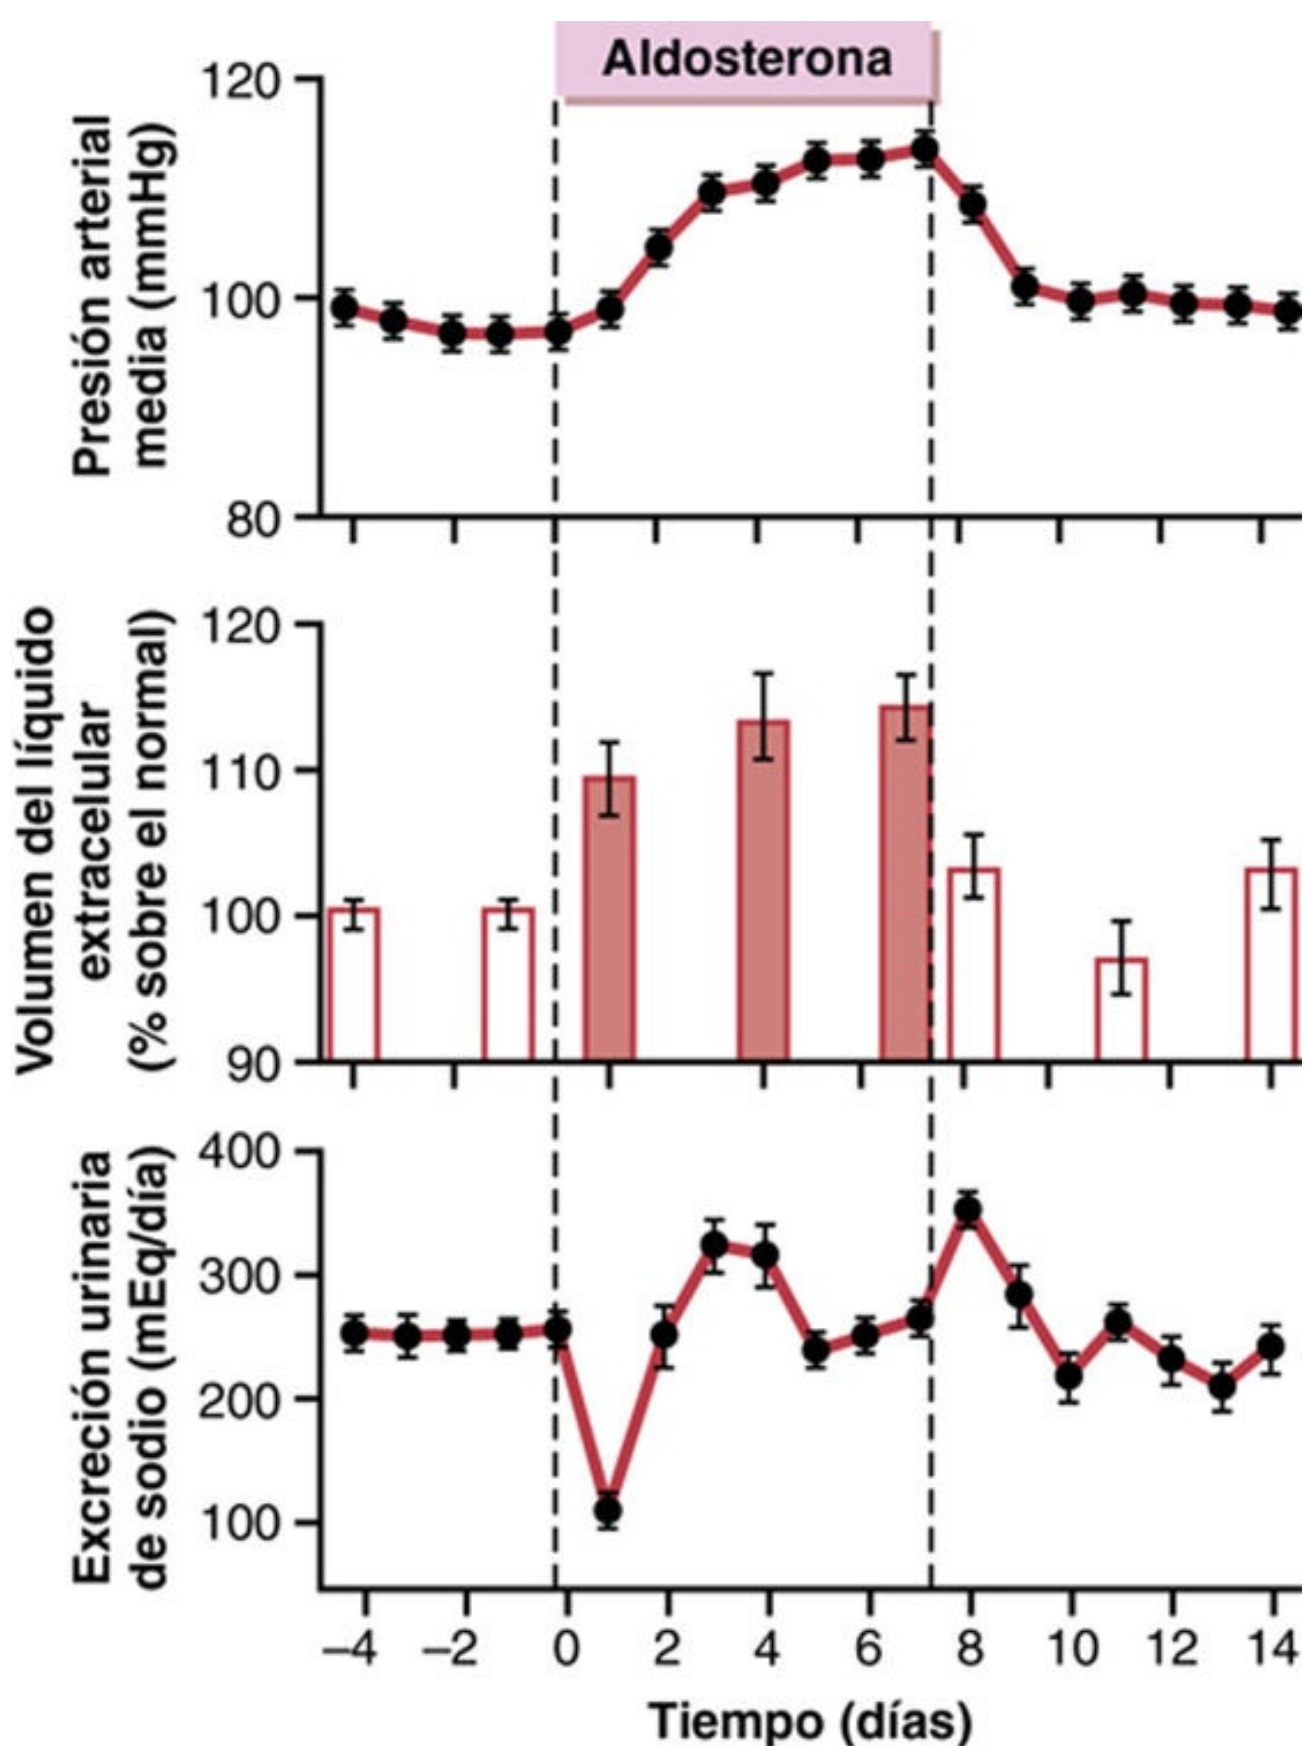 Aldosterona
Presión arterial
media (mmHg)
120
100
80
Volumen del líquido
extracelular
(% sobre el normal)
120
110
100
90
Excreción urinaria
de sodio (mEq/día)
400
300
200
100
–4 –2 0 2 4 6 8 10 12 14
Tiempo (días)